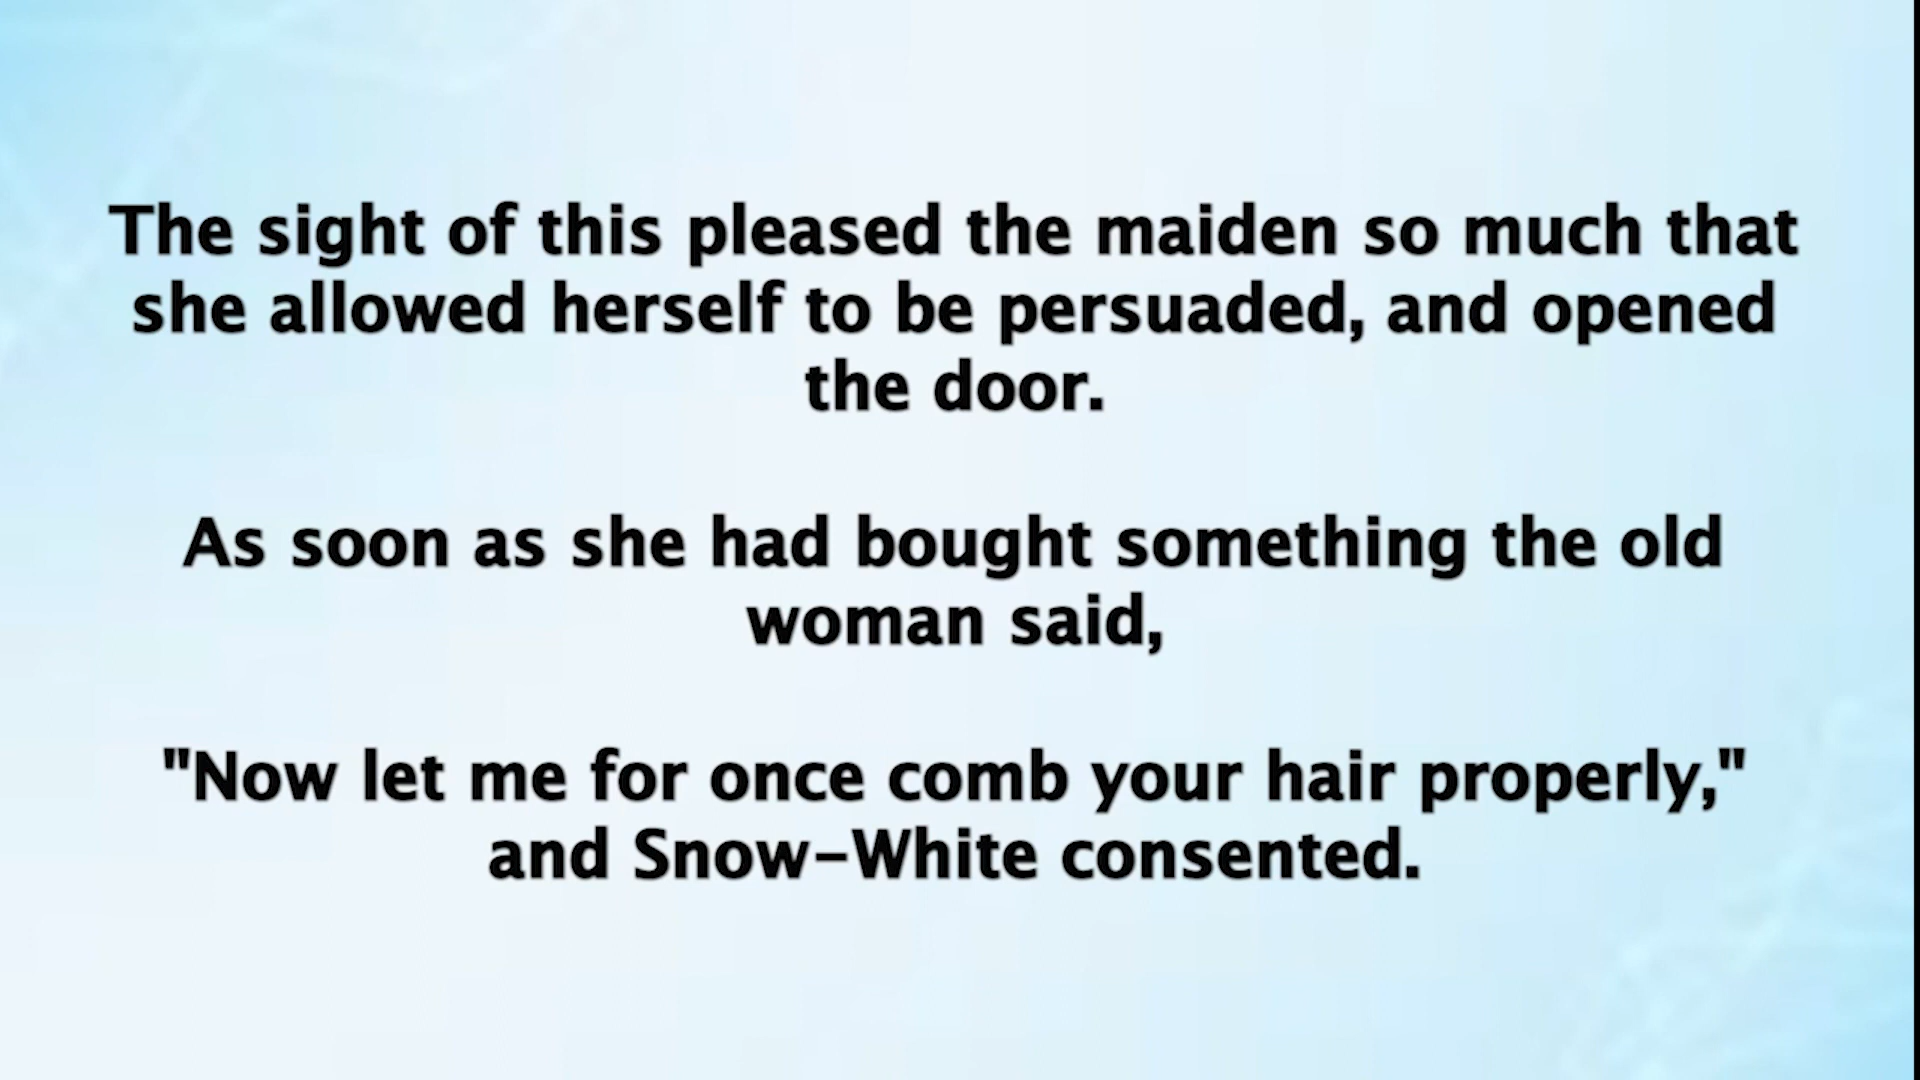 The sight of this pleased the maiden so much that
she allowed herself to be persuaded, and opened
the door.
As soon as she had bought something the old
woman said,
"Now let me for once comb your hair properly,"
and Snow-White consented.